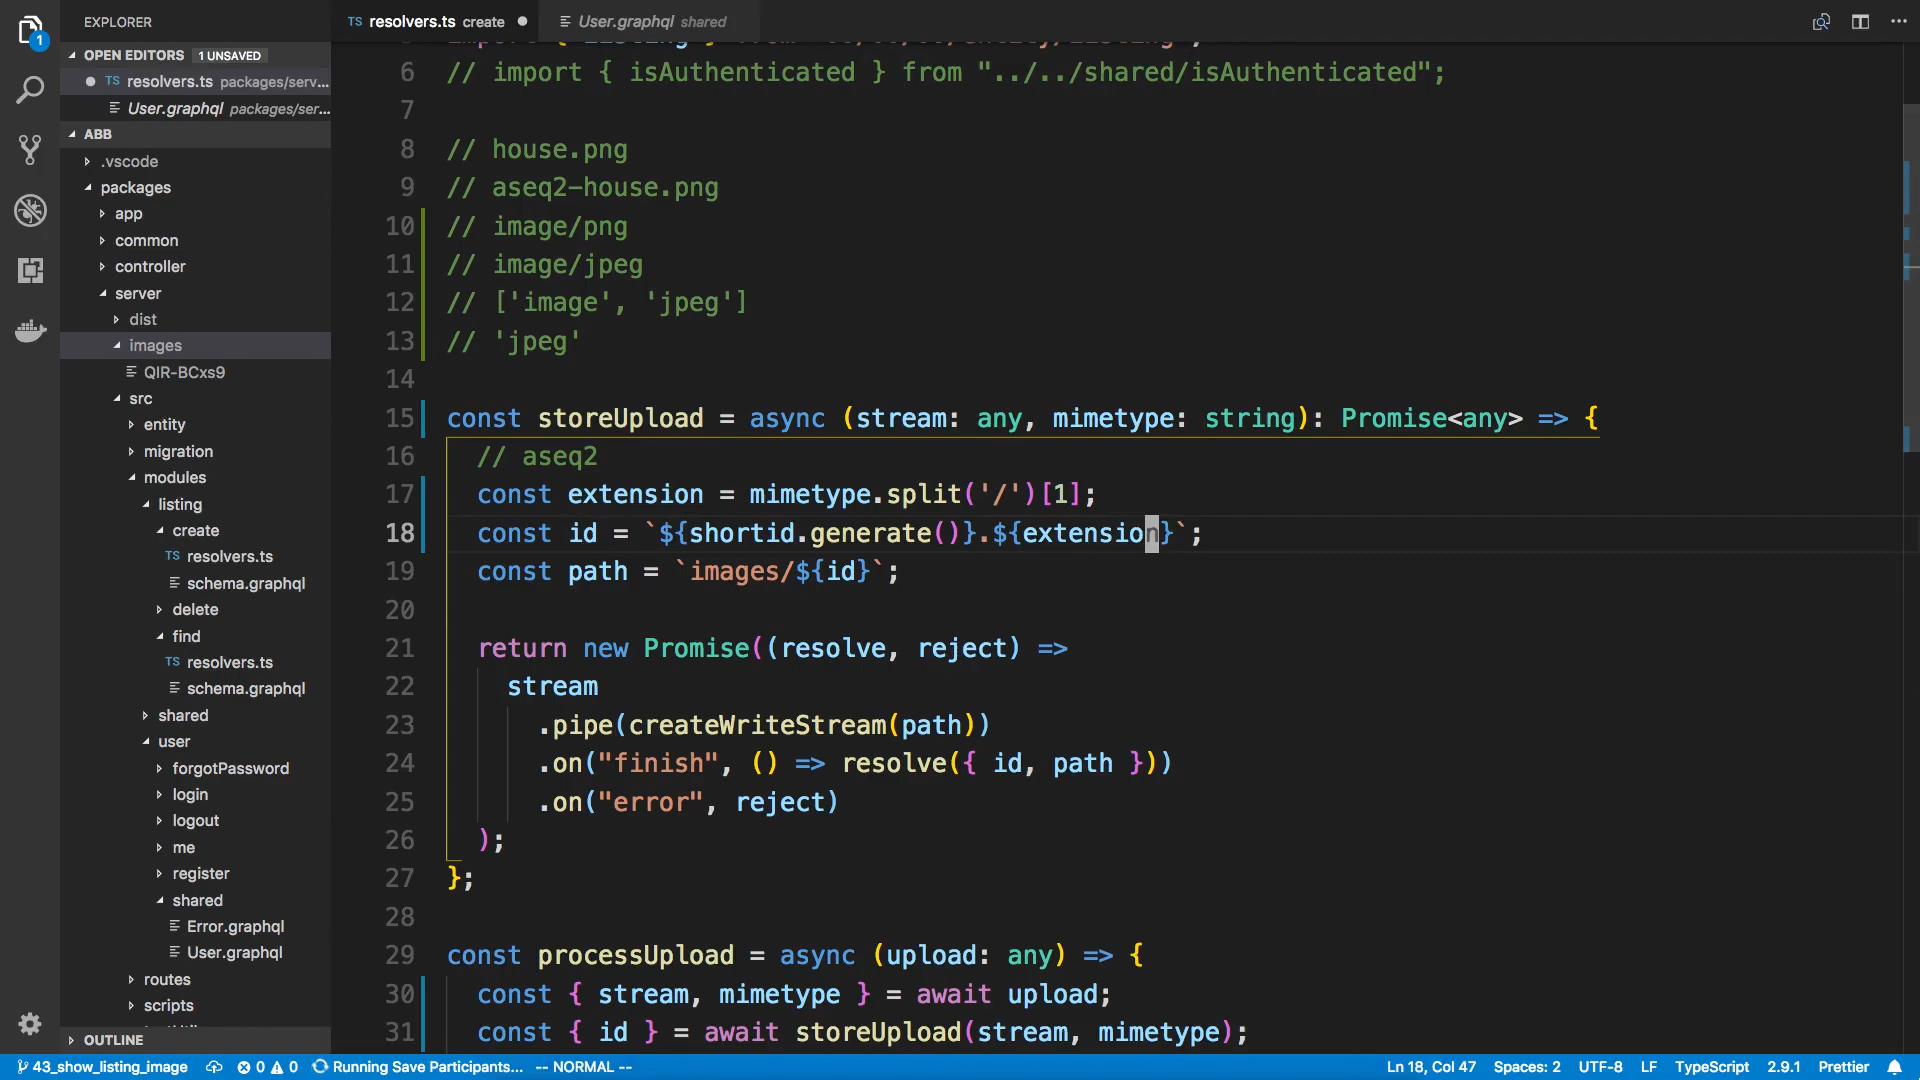 EXPLORER
OPEN EDITORS 1 UNSAVED
TS resolvers.ts packages/serv...
User.graphql packages/ser...
ABB
.vscode
packages
app
common
controller
server
dist
images
QIR-BCxs9
src
entity
migration
modules
listing
create
TS resolvers.ts
schema.graphql
delete
find
TS resolvers.ts
schema.graphql
shared
user
forgotPassword
login
logout
me
register
shared
Error.graphql
User.graphql
routes
scripts
OUTLINE
1
TS resolvers.ts create
User.graphql shared
6 // import { isAuthenticated } from "../../shared/isAuthenticated";
7
8 // house.png
9 // aseq2-house.png
10 // image/png
11 // image/jpeg
12 // ['image', 'jpeg']
13 // 'jpeg'
14
15 const storeUpload = async (stream: any, mimetype: string): Promise<any> => {
16 // aseq2
17 const extension = mimetype.split('/')[1];
18 const id = `${shortid.generate()}.${extension}`;
19 const path = `images/${id}`;
20
21 return new Promise((resolve, reject) =>
22 stream
23 .pipe(createWriteStream(path))
24 .on("finish", () => resolve({ id, path }))
25 .on("error", reject)
26 );
27 };
28
29 const processUpload = async (upload: any) => {
30 const { stream, mimetype } = await upload;
31 const { id } = await storeUpload(stream, mimetype);
43_show_listing_image 0 0 Running Save Participants... -- NORMAL -- Ln 18, Col 47 Spaces: 2 UTF-8 LF TypeScript 2.9.1 Prettier